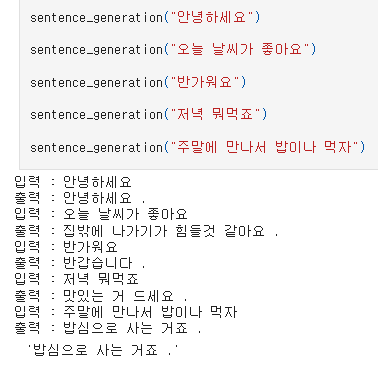 sentence_generation("안녕하세요")
sentence_generation("오늘 날씨가 좋아요")
sentence_generation("반가워요")
sentence_generation("저녁 뭐먹죠")
sentence_generation("주말에 만나서 밥이나 먹자")
입력 : 안녕하세요
출력 : 안녕하세요 .
입력 : 오늘 날씨가 좋아요
출력 : 집밖에 나가기가 힘들것 같아요 .
입력 : 반가워요
출력 : 반갑습니다 .
입력 : 저녁 뭐먹죠
출력 : 맛있는 거 드세요 .
입력 : 주말에 만나서 밥이나 먹자
출력 : 밥심으로 사는 거죠 .
'밥심으로 사는 거죠 .'